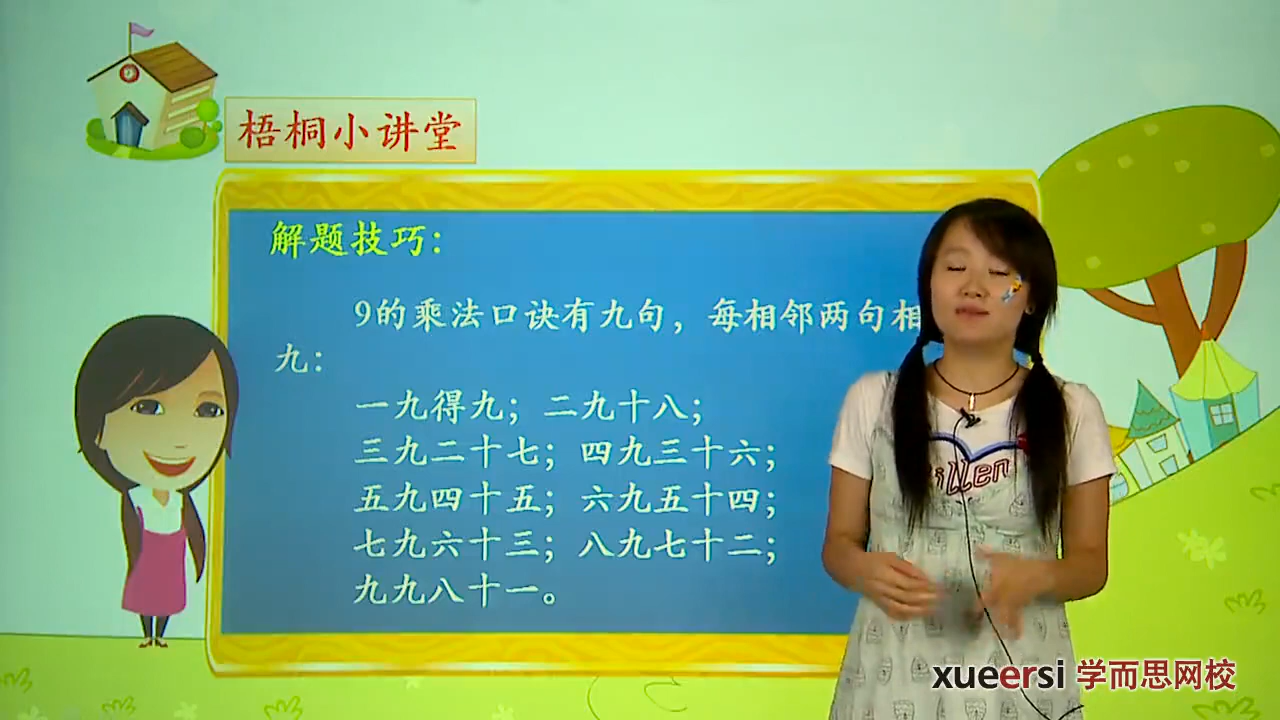 梧桐小讲堂
解题技巧：
9的乘法口诀有九句，每相邻两句相
九：
一九得九；二九十八；
三九二十七；四九三十六；
五九四十五；六九五十四；
七九六十三；八九七十二；
九九八十一。
xueersi 学而思网校